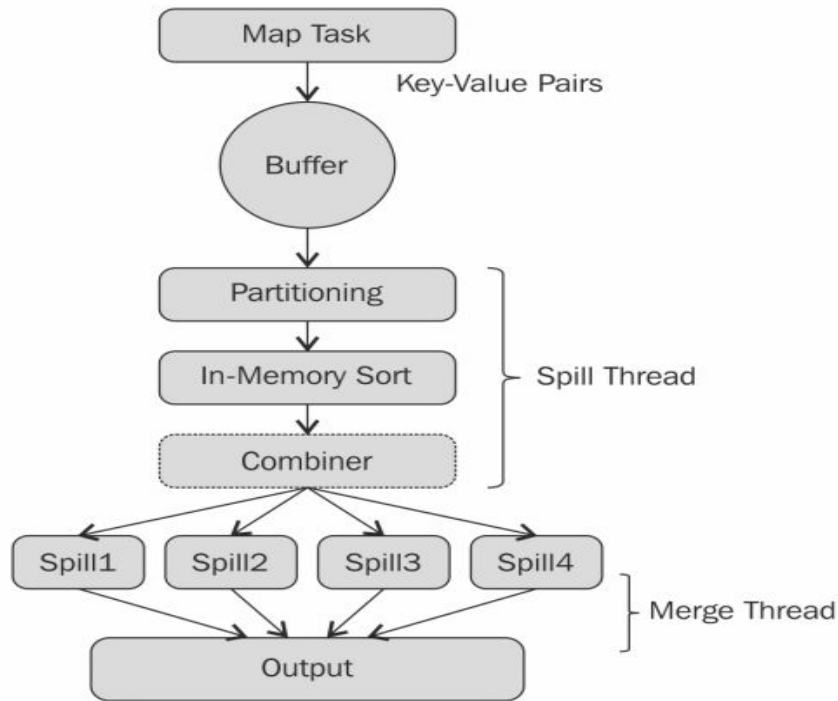 Map Task
Key-Value Pairs
Buffer
Partitioning
In-Memory Sort
Spill Thread
Combiner
Spill1
Spill2
Spill3
Spill4
Merge Thread
Output